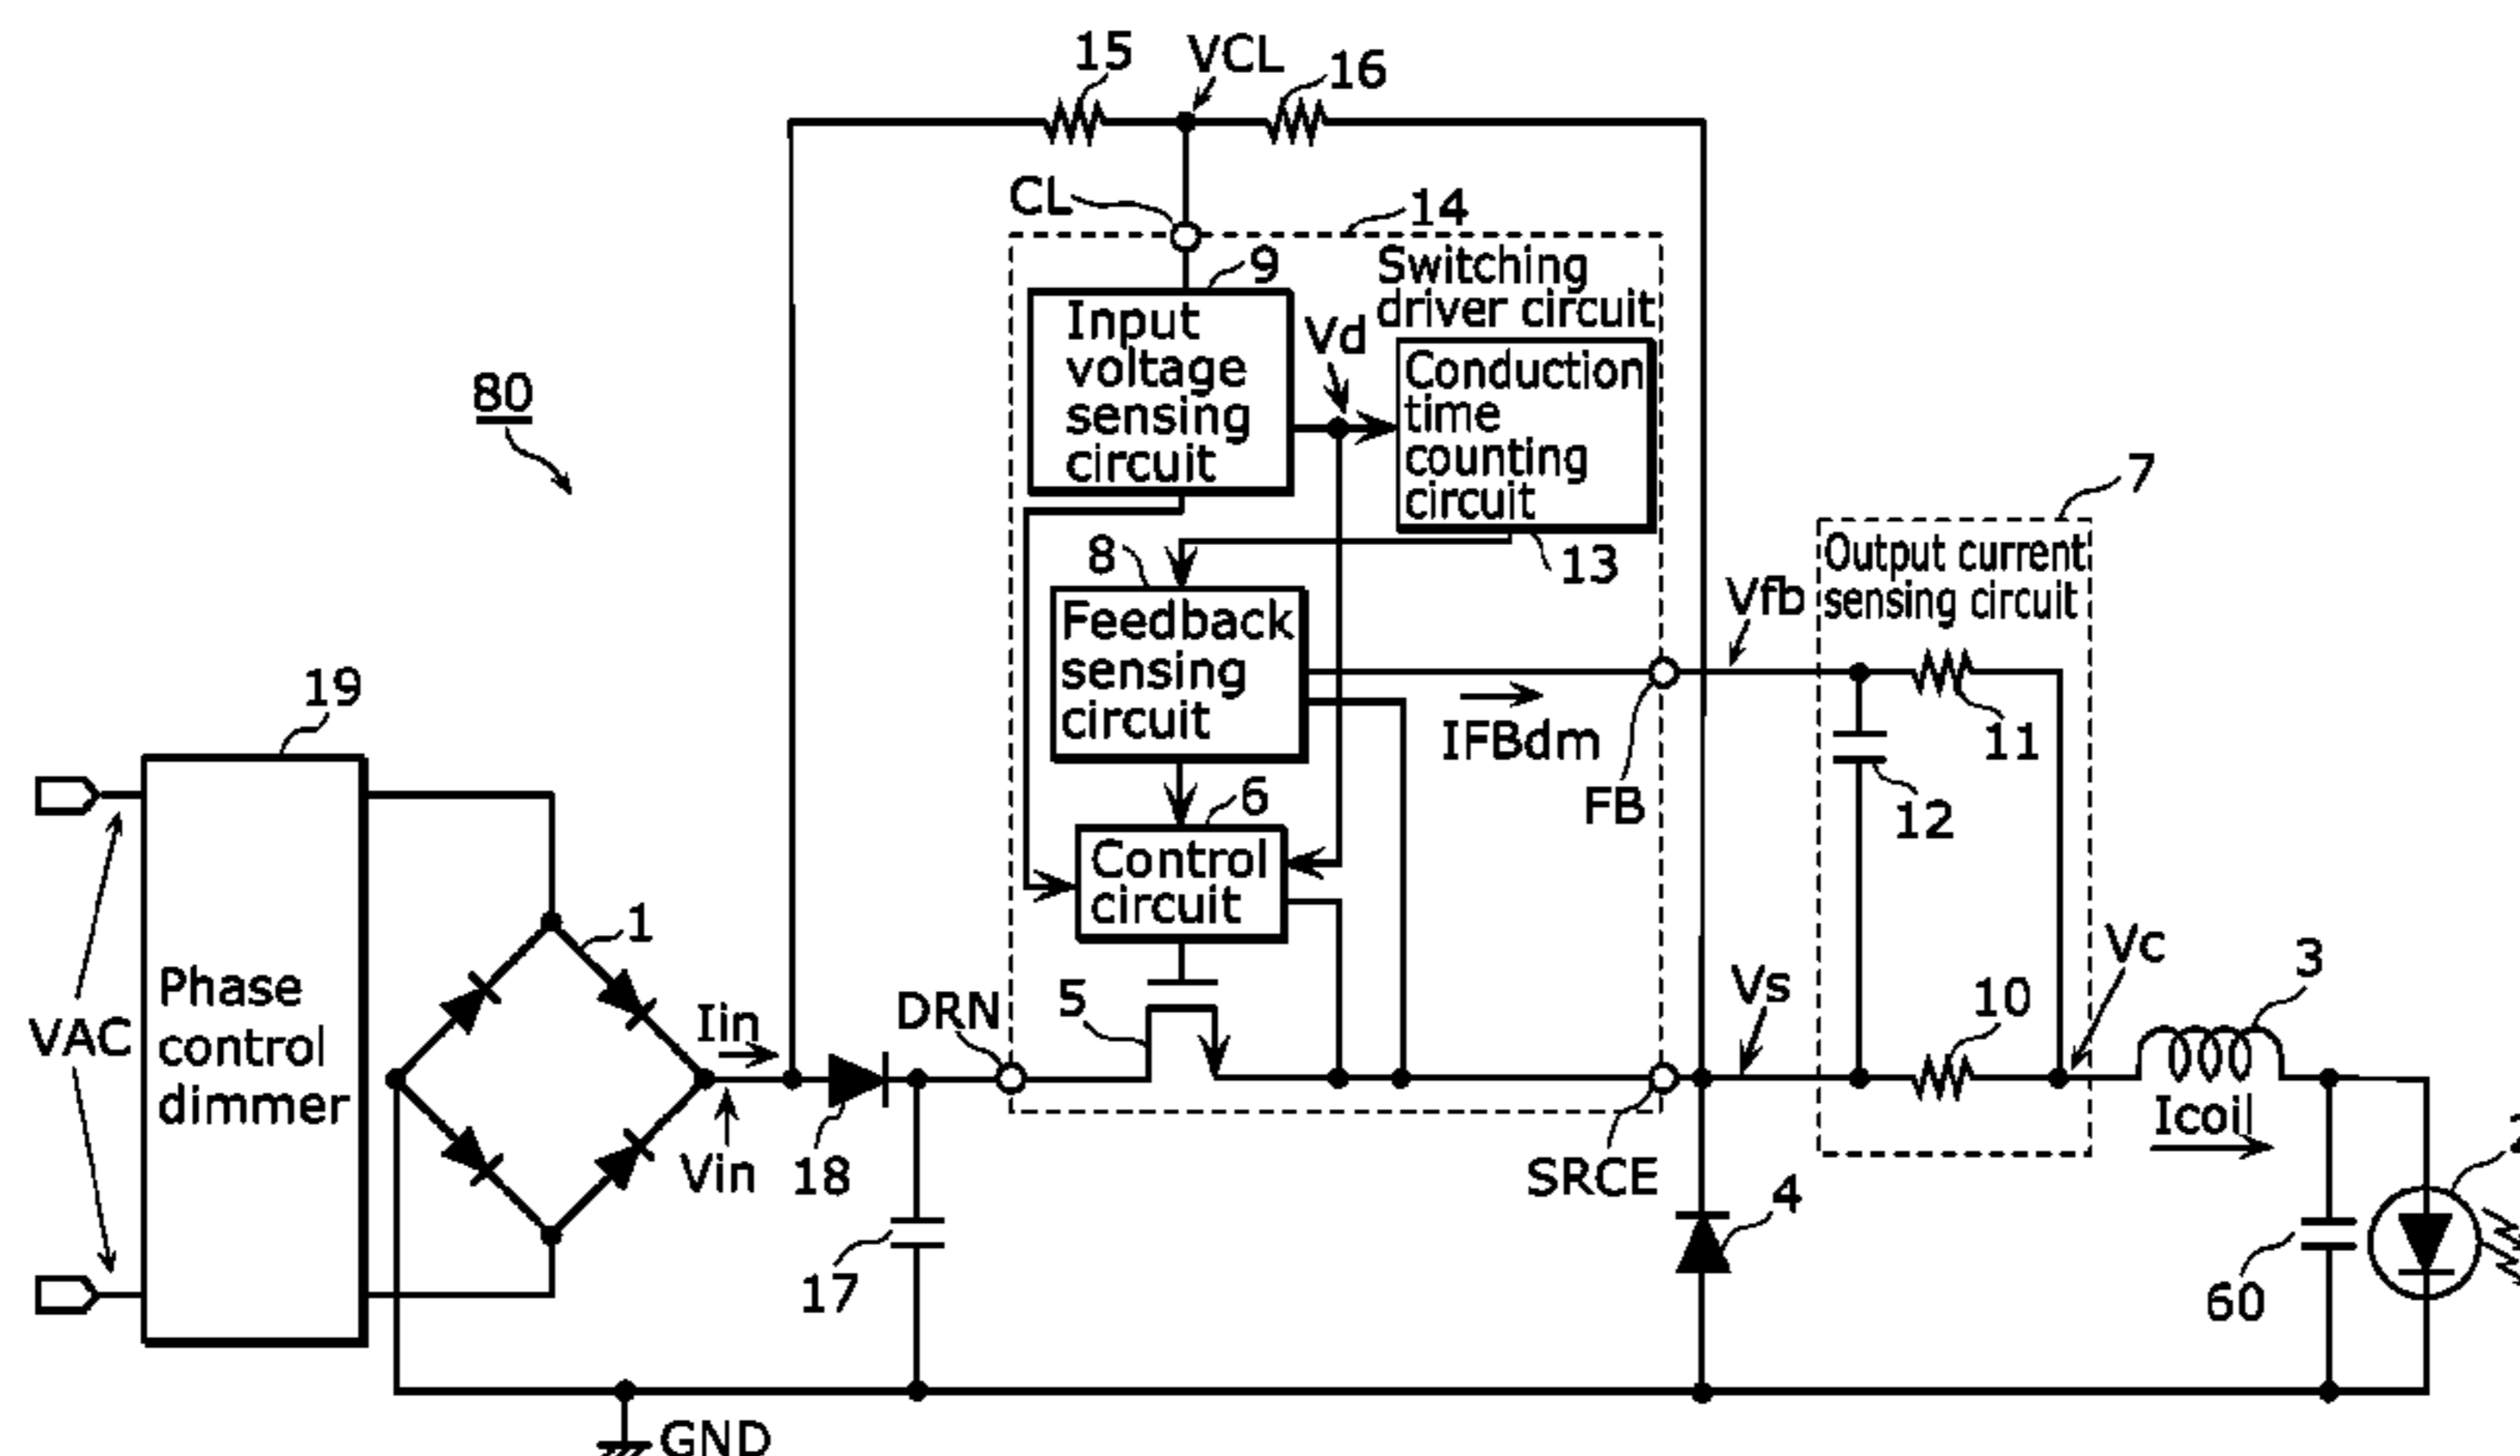 15
VCL
16
CL
14
9
Switching
driver circuit
Input
voltage
sensing
circuit
Vd
Conduction
time
counting
circuit
80
7
8
13
Output current
sensing circuit
Vfb
Feedback
sensing
circuit
19
IFBdm
11
FB
12
6
Control
circuit
1
Phase
control
dimmer
VAC
Iin
DRN
5
Vs
10
Vc
3
Icoil
Vin
18
SRCE
4
2
17
60
GND